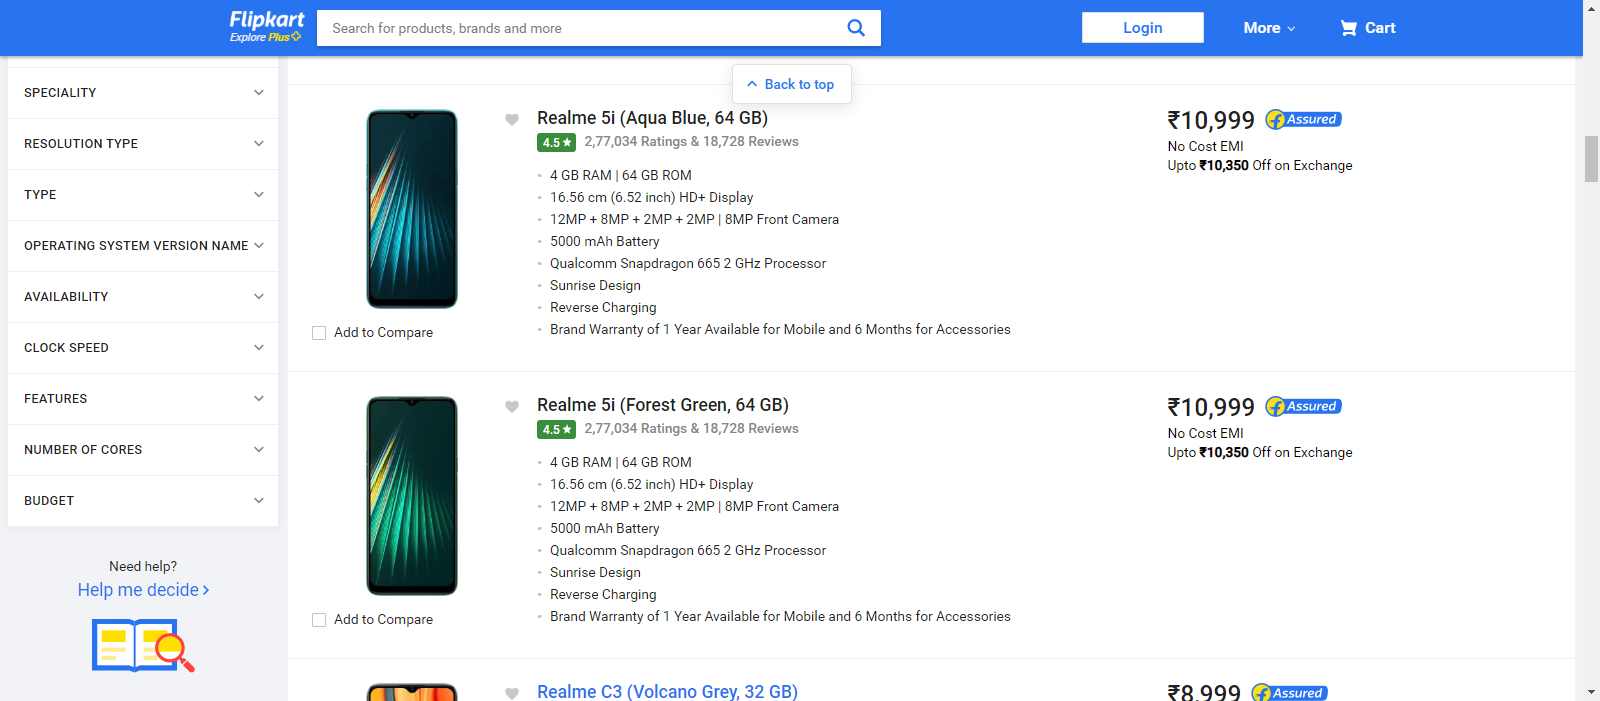 Flipkart
Explore Plus
Search for products, brands and more
Login
More
Cart
Back to top
SPECIALITY
RESOLUTION TYPE
TYPE
OPERATING SYSTEM VERSION NAME
AVAILABILITY
CLOCK SPEED
FEATURES
NUMBER OF CORES
BUDGET
Need help?
Help me decide
Add to Compare
Realme 5i (Aqua Blue, 64 GB)
4.5★ 2,77,034 Ratings & 18,728 Reviews
4 GB RAM | 64 GB ROM
16.56 cm (6.52 inch) HD+ Display
12MP + 8MP + 2MP + 2MP | 8MP Front Camera
5000 mAh Battery
Qualcomm Snapdragon 665 2 GHz Processor
Sunrise Design
Reverse Charging
Brand Warranty of 1 Year Available for Mobile and 6 Months for Accessories
₹10,999 Assured
No Cost EMI
Upto ₹10,350 Off on Exchange
Add to Compare
Realme 5i (Forest Green, 64 GB)
4.5★ 2,77,034 Ratings & 18,728 Reviews
4 GB RAM | 64 GB ROM
16.56 cm (6.52 inch) HD+ Display
12MP + 8MP + 2MP + 2MP | 8MP Front Camera
5000 mAh Battery
Qualcomm Snapdragon 665 2 GHz Processor
Sunrise Design
Reverse Charging
Brand Warranty of 1 Year Available for Mobile and 6 Months for Accessories
₹10,999 Assured
No Cost EMI
Upto ₹10,350 Off on Exchange
Realme C3 (Volcano Grey, 32 GB)
₹8,999 Assured